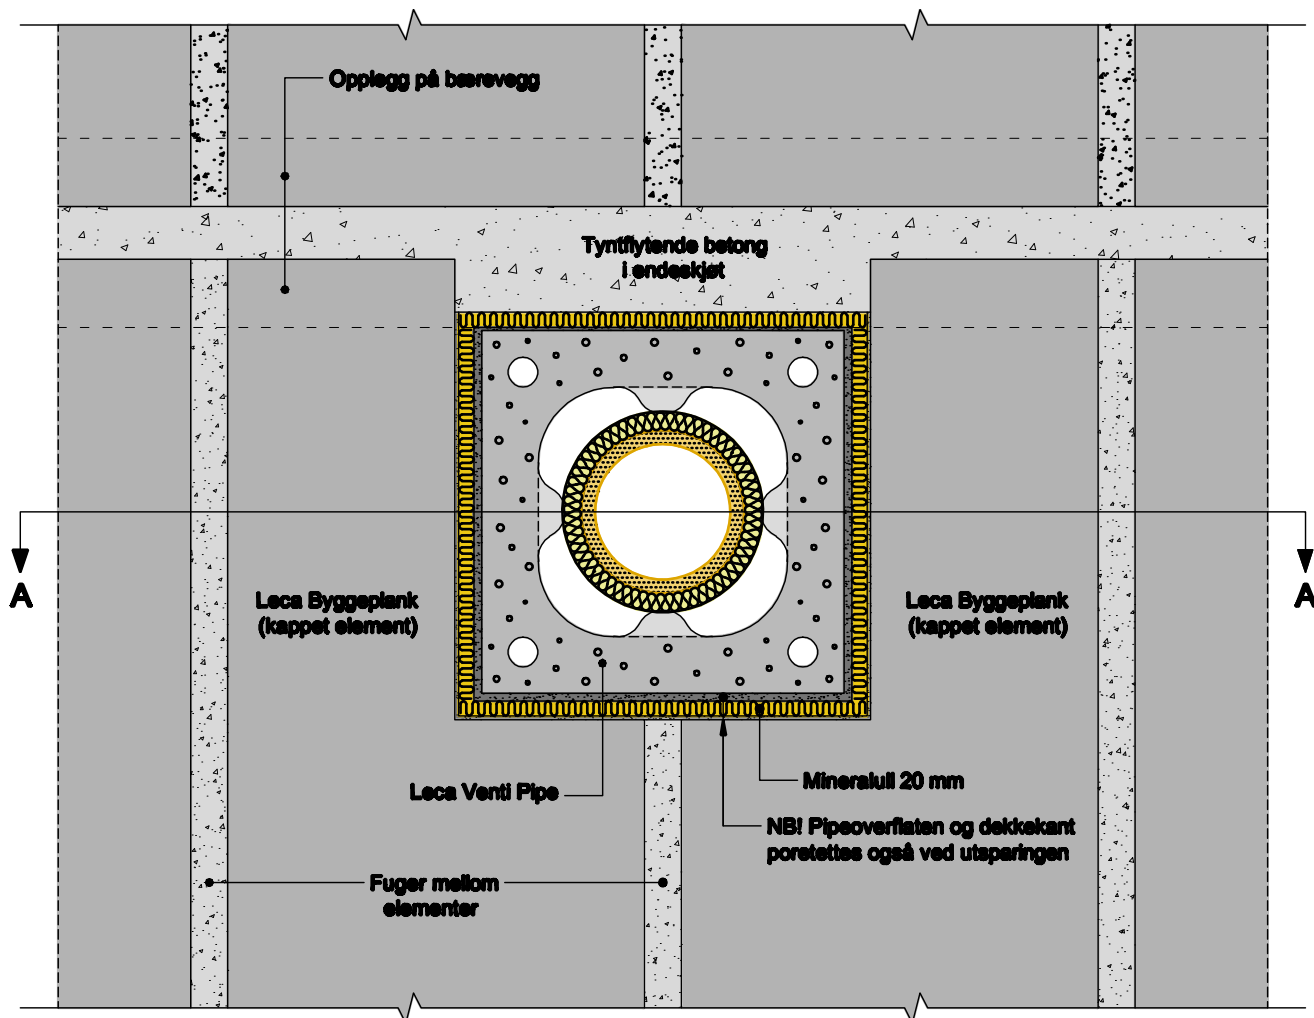 Opplegg på bærevegg
Tyntflytende betong
i endeskjøt
A
A
Leca Byggeplank
(kappet element)
Leca Byggeplank
(kappet element)
Leca Venti Pipe
Mineralull 20 mm
NB! Pipeoverflaten og dekkekant
poretettes også ved utsparingen
Fuger mellom
elementer